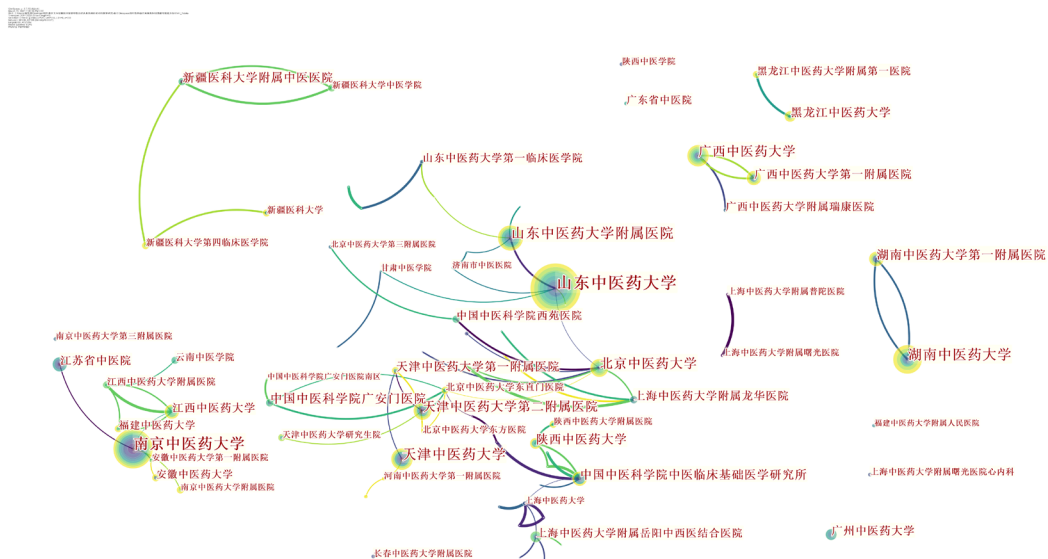 陕西中医学院
黑龙江中医药大学附属第一医院
新疆医科大学附属中医医院
新疆医科大学中医学院
广东省中医院
黑龙江中医药大学
广西中医药大学
山东中医药大学第一临床医学院
广西中医药大学第一附属医院
新疆医科大学
广西中医药大学附属瑞康医院
山东中医药大学附属医院
新疆医科大学第四临床医学院
北京中医药大学第三附属医院
湖南中医药大学第一附属医院
甘肃中医学院
济南市中医医院
山东中医药大学
上海中医药大学附属普陀医院
中国中医科学院西苑医院
南京中医药大学第三附属医院
上海中医药大学附属曙光医院
湖南中医药大学
江苏省中医院
云南中医学院
天津中医药大学第一附属医院
北京中医药大学
中国中医科学院广安门医院南区
江西中医药大学附属医院
北京中医药大学东直门医院
中国中医科学院广安门医院
上海中医药大学附属龙华医院
江西中医药大学
天津中医药大学第二附属医院
福建中医药大学
陕西中医药大学附属医院
福建中医药大学附属人民医院
北京中医药大学东方医院
天津中医药大学研究生院
陕西中医药大学
南京中医药大学
天津中医药大学
安徽中医药大学第一附属医院
上海中医药大学附属曙光医院心内科
安徽中医药大学
河南中医药大学第一附属医院
中国中医科学院中医临床基础医学研究所
南京中医药大学附属医院
上海中医药大学
广州中医药大学
上海中医药大学附属岳阳中西医结合医院
长春中医药大学附属医院